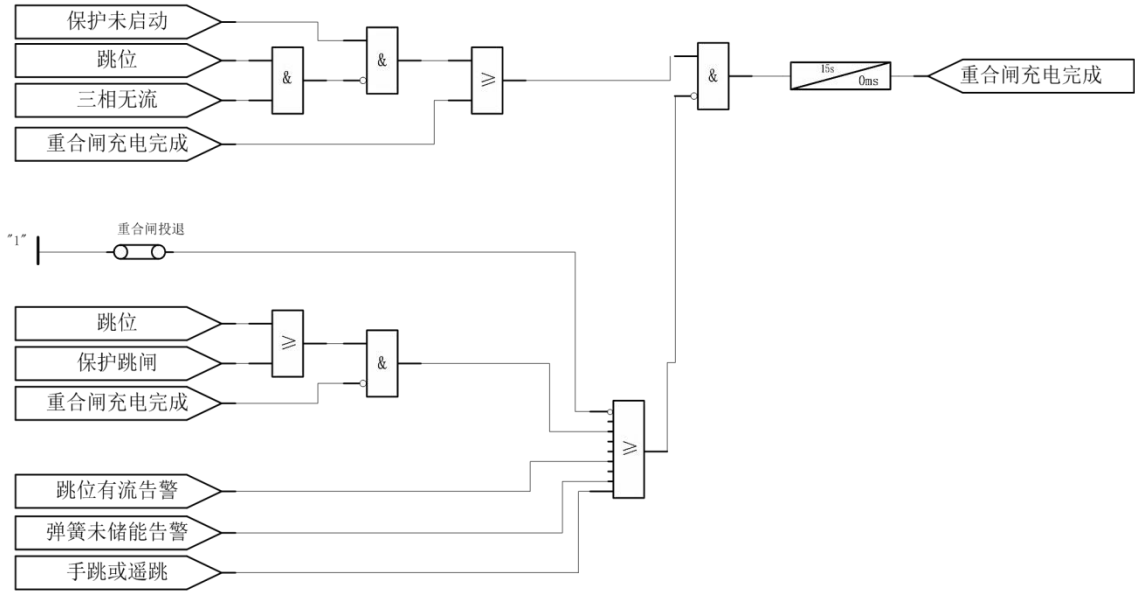 保护未启动
跳位
三相无流
重合闸充电完成
&
&
≥
&
15s
0ms
重合闸充电完成
"1"
重合闸投退
跳位
保护跳闸
重合闸充电完成
≥
&
≥
跳位有流告警
弹簧未储能告警
手跳或遥跳